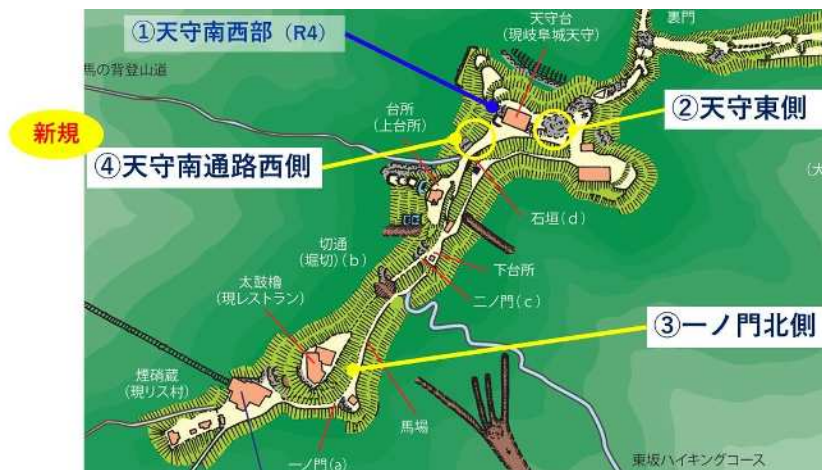 ①天守南西部（R4）
天守台
（現岐阜城天守）
裏門
馬の背登山道
台所
（上台所）
②天守東側
新規
④天守南通路西側
石垣（d）
切通
（堀切）（b）
下台所
太鼓櫓
（現レストラン）
二ノ門（c）
③一ノ門北側
煙硝蔵
（現リス村）
馬場
一ノ門（a）
東坂ハイキングコース